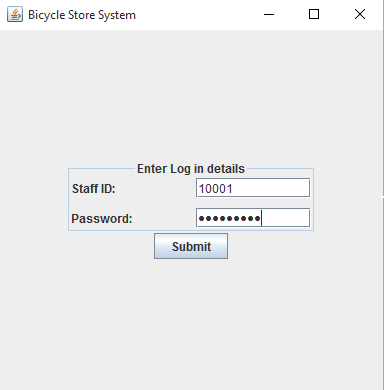 Bicycle Store System
Enter Log in details
Staff ID: 10001
Password: •••••••••
Submit